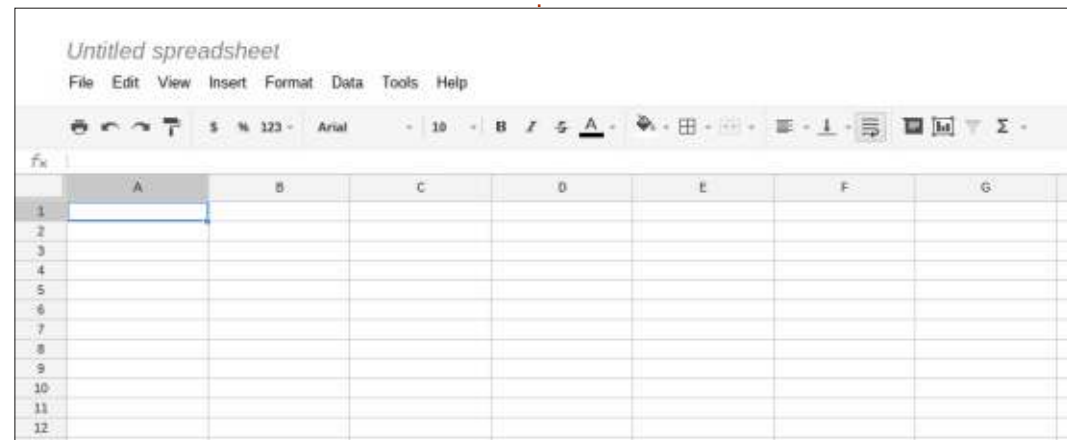 Untitled spreadsheet
File Edit View Insert Format Data Tools Help
$ % 123 Arial 10 B I S A Σ
fx
A B C D E F G
1
2
3
4
5
6
7
8
9
10
11
12